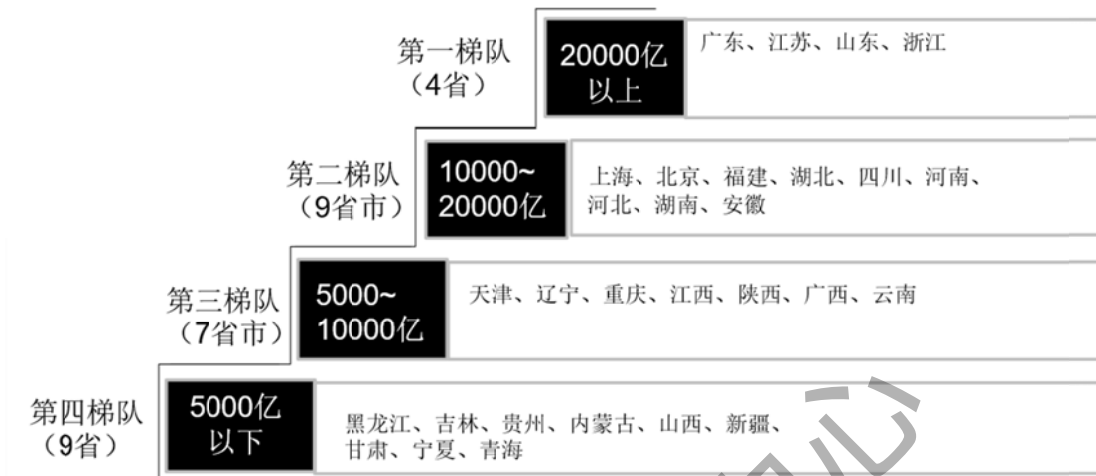 第一梯队
（4省）
20000亿
以上
广东、江苏、山东、浙江
第二梯队
（9省市）
10000~
20000亿
上海、北京、福建、湖北、四川、河南、
河北、湖南、安徽
第三梯队
（7省市）
5000~
10000亿
天津、辽宁、重庆、江西、陕西、广西、云南
第四梯队
（9省）
5000亿
以下
黑龙江、吉林、贵州、内蒙古、山西、新疆、
甘肃、宁夏、青海
心